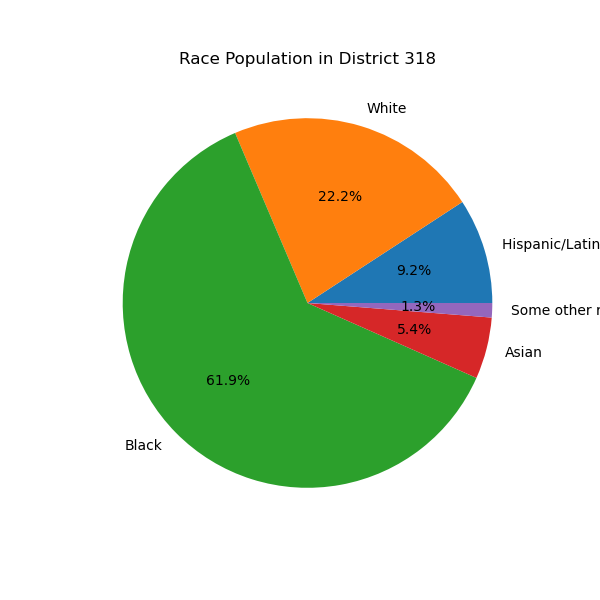 Race Population in District 318
White
22.2%
Hispanic/Latin
9.2%
1.3%
Some other
5.4%
Asian
61.9%
Black